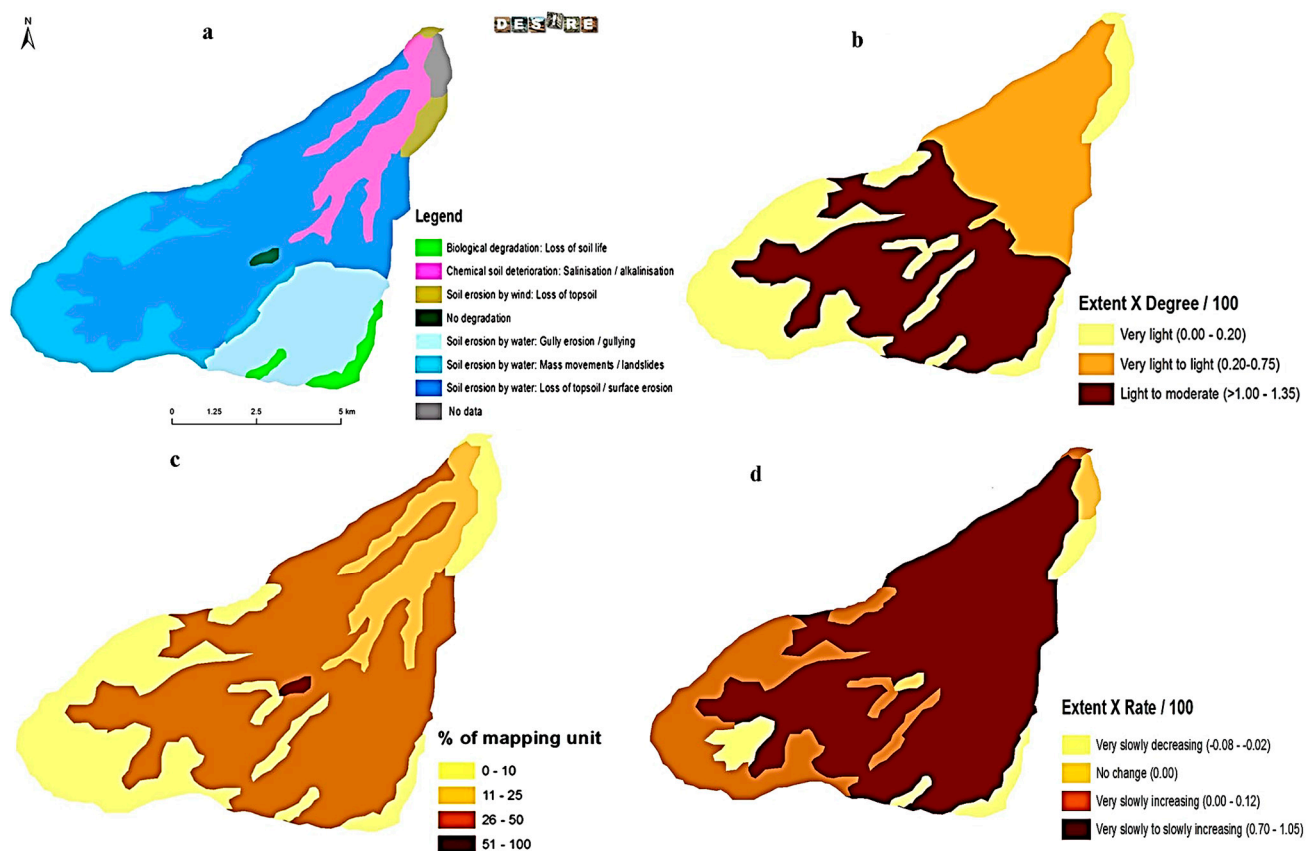 N
a
DESIRE
Legend
Biological degradation: Loss of soil life
Chemical soil deterioration: Salinisation / alkalinisation
Soil erosion by wind: Loss of topsoil
No degradation
Soil erosion by water: Gully erosion / gullying
Soil erosion by water: Mass movements / landslides
Soil erosion by water: Loss of topsoil / surface erosion
No data
0 1.25 2.5 5 km
b
Extent X Degree / 100
Very light (0.00 - 0.20)
Very light to light (0.20-0.75)
Light to moderate (>1.00 - 1.35)
c
% of mapping unit
0 - 10
11 - 25
26 - 50
51 - 100
d
Extent X Rate / 100
Very slowly decreasing (-0.08 - -0.02)
No change (0.00)
Very slowly increasing (0.00 - 0.12)
Very slowly to slowly increasing (0.70 - 1.05)